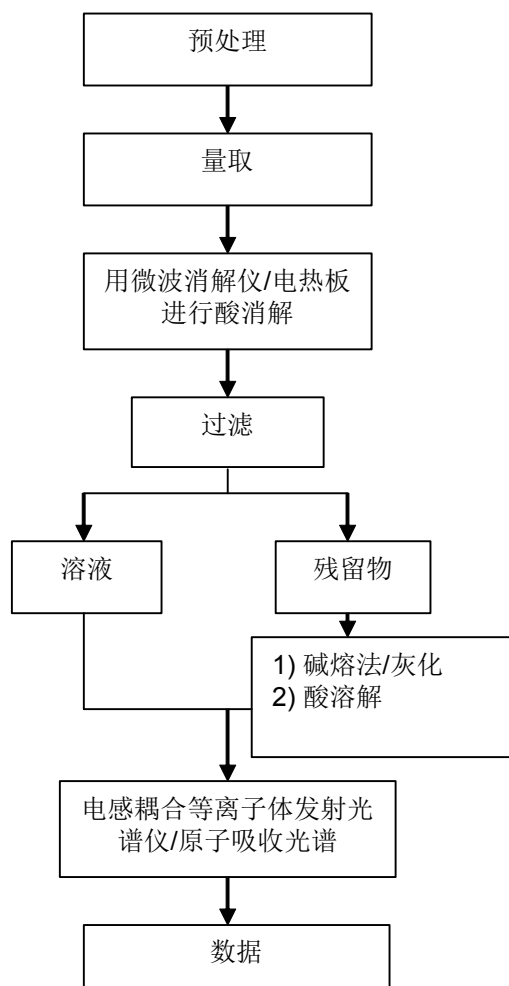 预处理
量取
用微波消解仪/电热板
进行酸消解
过滤
溶液
残留物
1) 碱熔法/灰化
2) 酸溶解
电感耦合等离子体发射光
谱仪/原子吸收光谱
数据